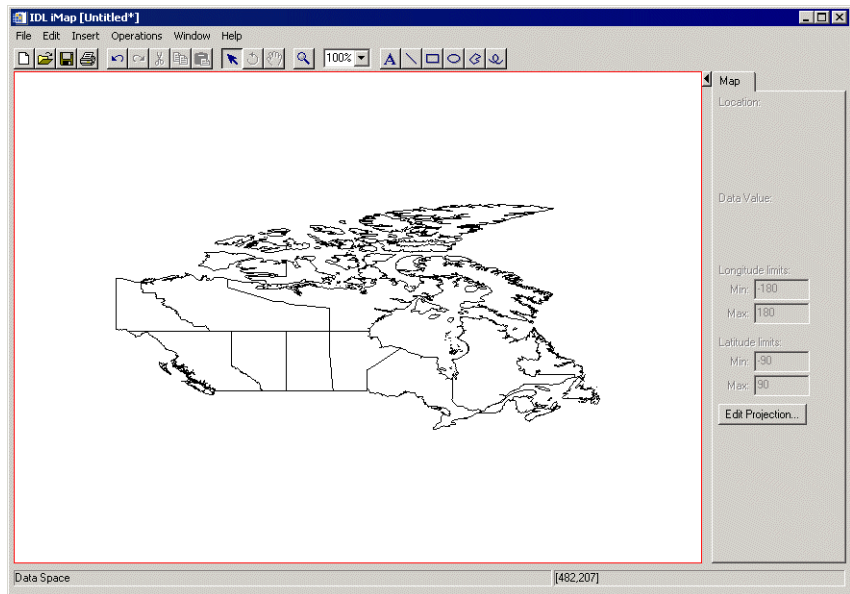 IDL iMap [Untitled*]
File Edit Insert Operations Window Help
100% A
Map
Location:
Data Value:
Longitude limits:
Min: -180
Max: 180
Latitude limits:
Min: -90
Max: 90
Edit Projection...
Data Space [482,207]